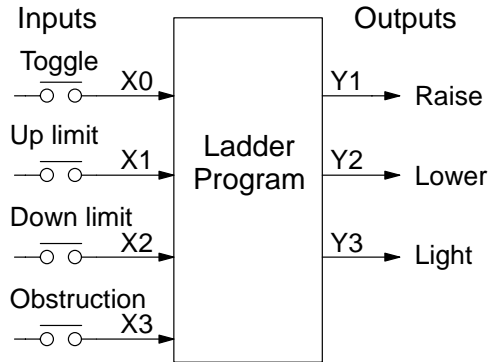 Inputs
Outputs
Toggle
X0
Y1
Raise
Up limit
X1
Ladder
Program
Y2
Lower
Down limit
X2
Y3
Light
Obstruction
X3